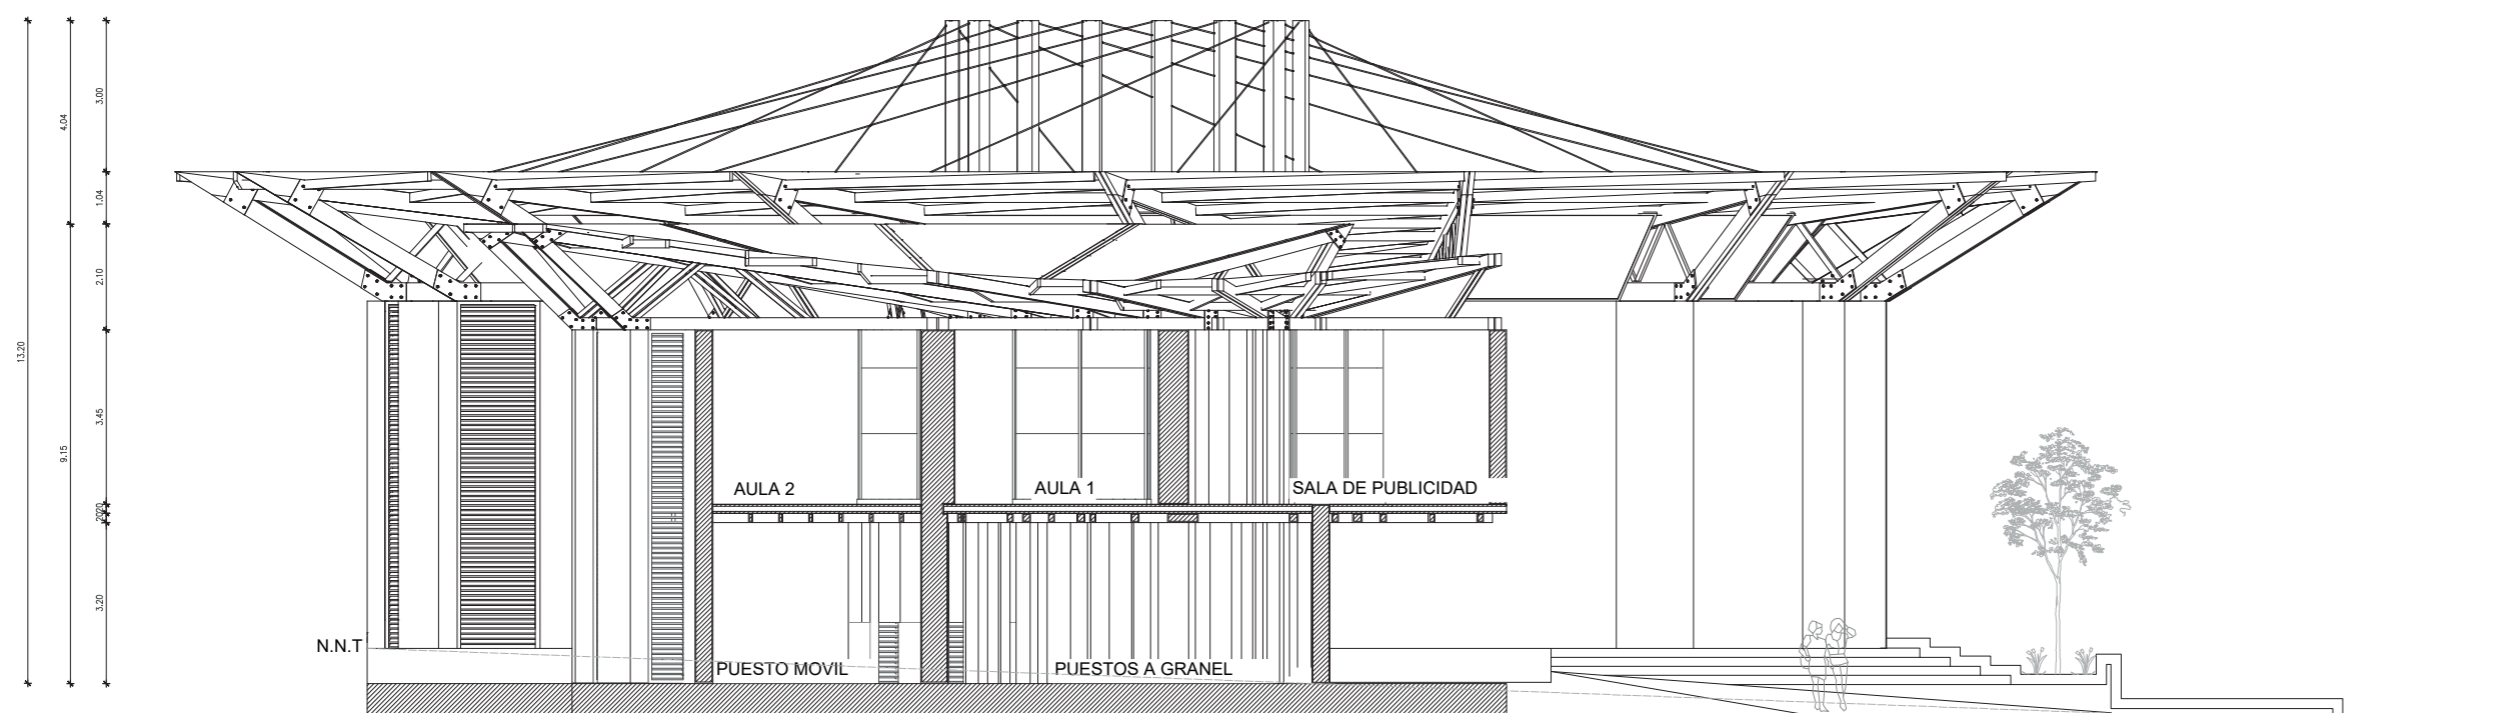 3.00
4.04
1.04
2.10
13.20
3.45
9.15
3.20
AULA 2
AULA 1
SALA DE PUBLICIDAD
N.N.T
PUESTO MOVIL
PUESTOS A GRANEL